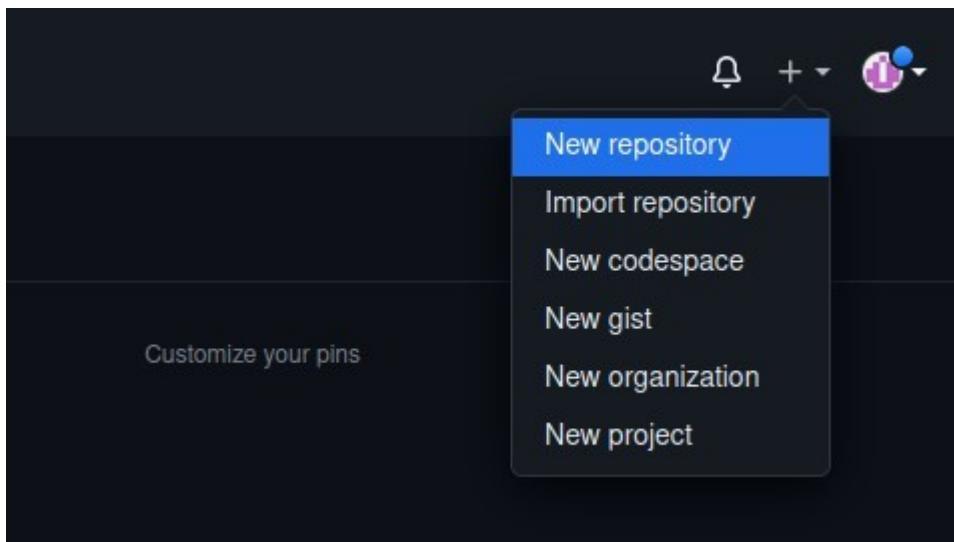 New repository
Import repository
New codespace
New gist
New organization
New project
Customize your pins